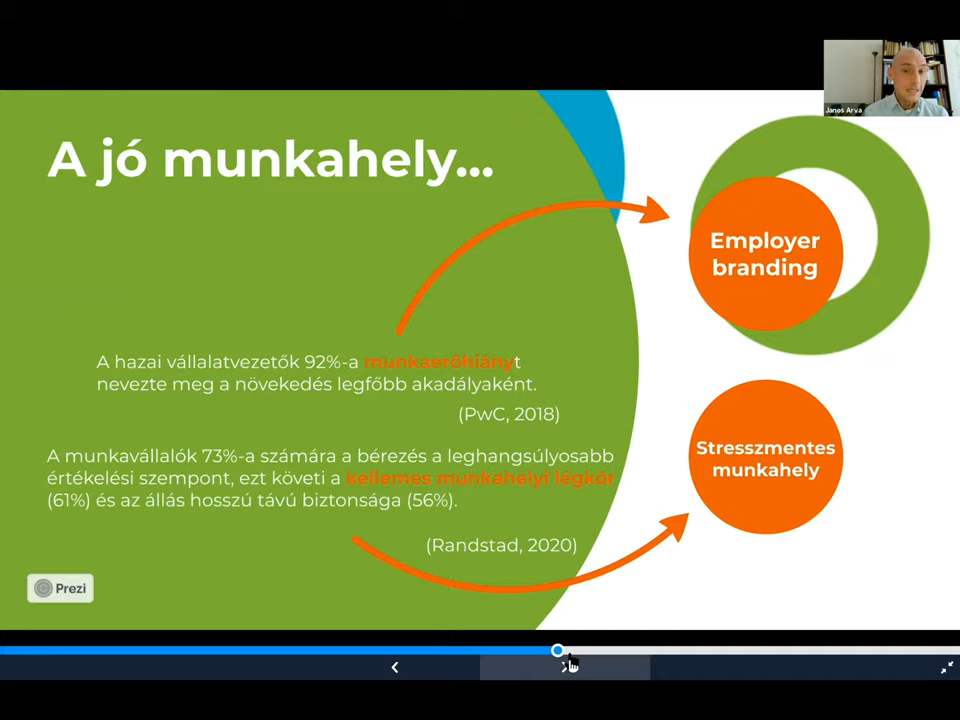 Janos Arva
A jó munkahely...
Employer
branding
A hazai vállalatvezetők 92%-a munkaerőhiányt
nevezte meg a növekedés legfőbb akadályaként.
(PwC, 2018)
A munkavállalók 73%-a számára a bérezés a leghangsúlyosabb
értékelési szempont, ezt követi a kellemes munkahelyi légkör
(61%) és az állás hosszú távú biztonsága (56%).
(Randstad, 2020)
Stresszmentes
munkahely
Prezi